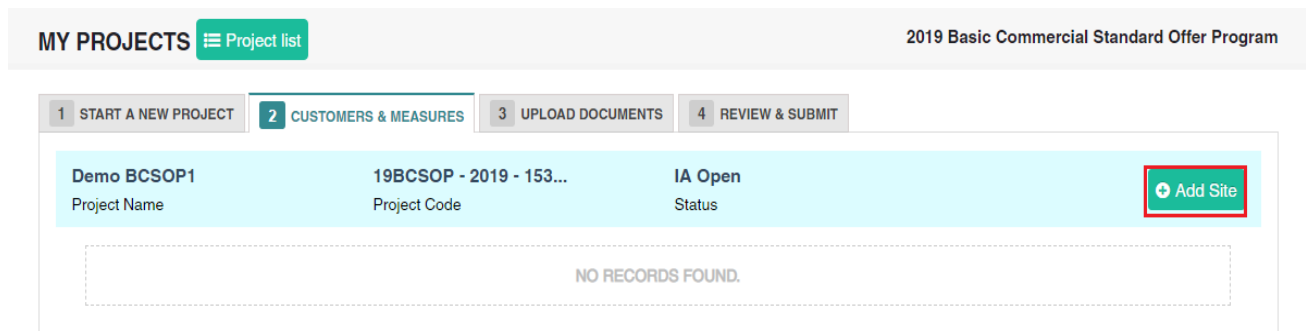 MY PROJECTS Project list 2019 Basic Commercial Standard Offer Program
1 START A NEW PROJECT 2 CUSTOMERS & MEASURES 3 UPLOAD DOCUMENTS 4 REVIEW & SUBMIT
Demo BCSOP1 19BCSOP - 2019 - 153... IA Open
Add Site
Project Name Project Code Status
NO RECORDS FOUND.